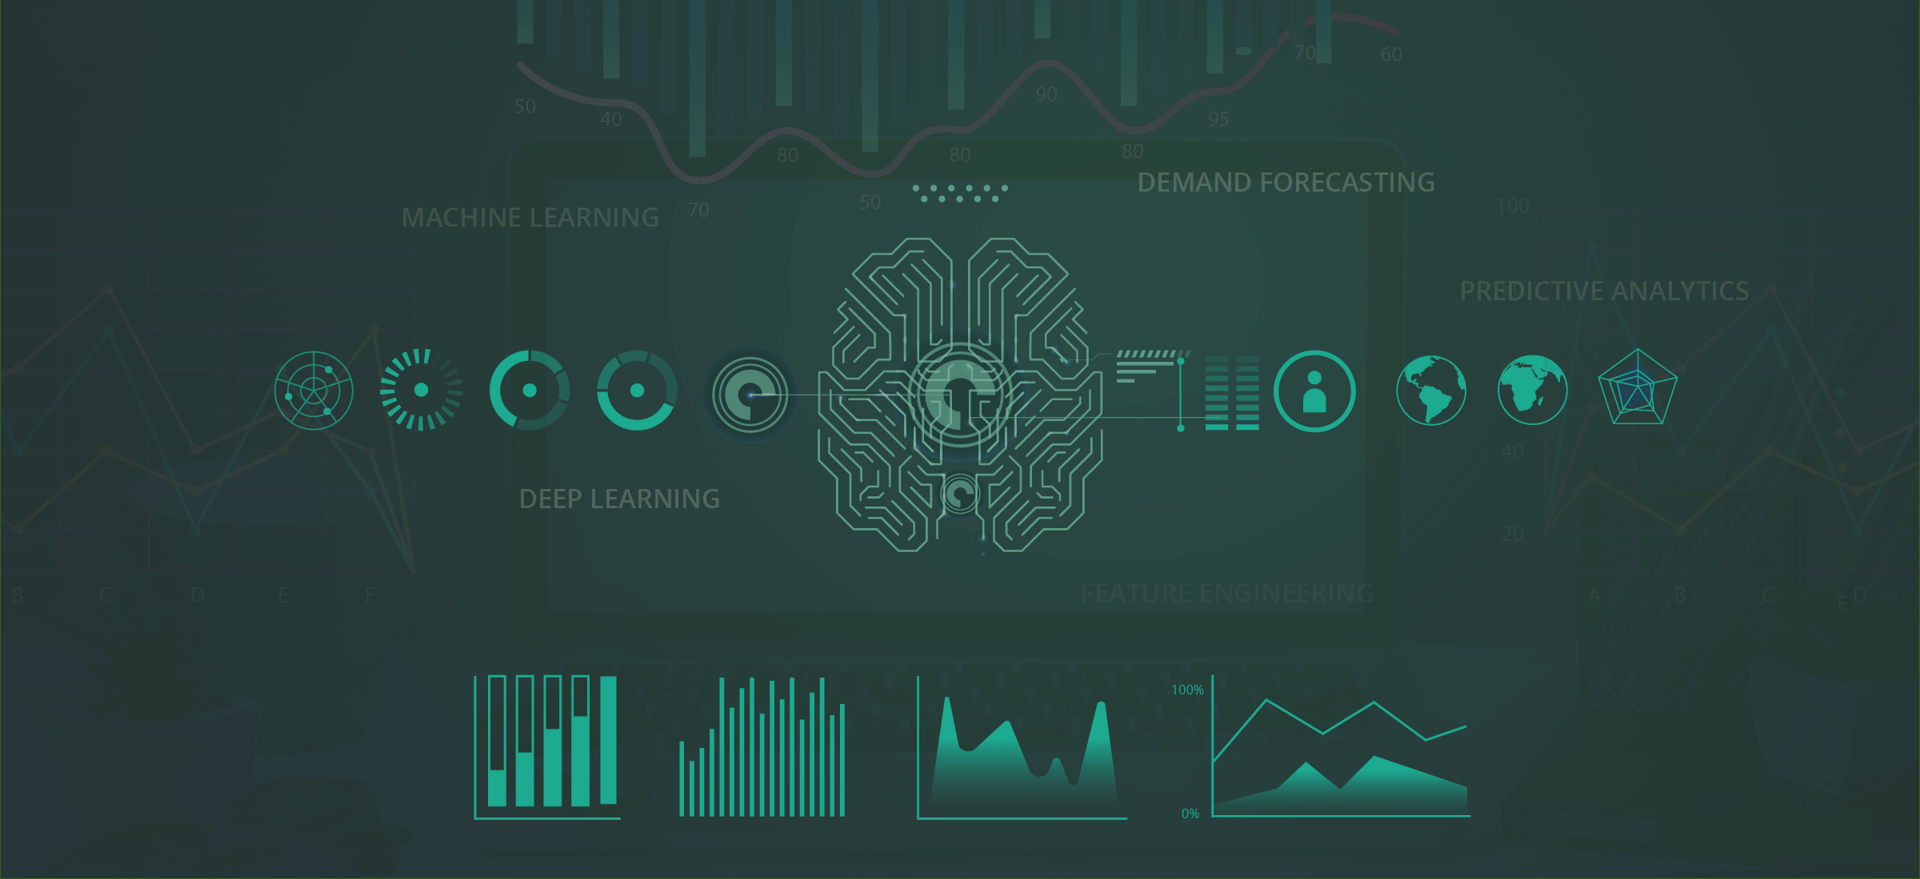 70
60
50
90
40
95
80
80
80
DEMAND FORECASTING
50
70
MACHINE LEARNING
100
PREDICTIVE ANALYTICS
40
DEEP LEARNING
20
FEATURE ENGINEERING
B C D E F
A B C E D
100%
0%